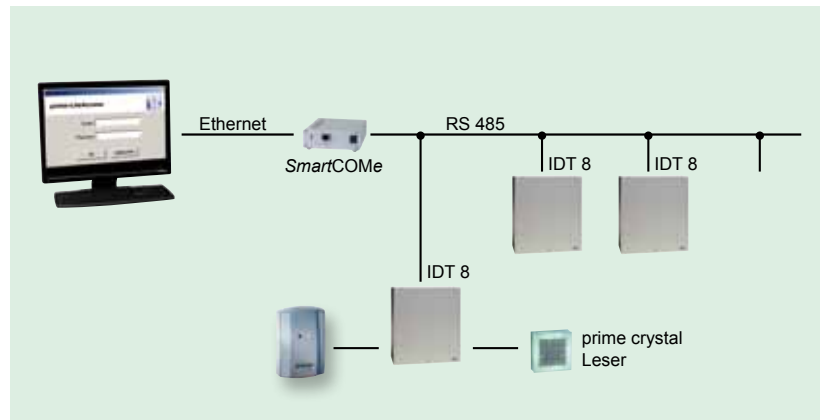 Ethernet
RS 485
SmartCOMe
IDT 8
IDT 8
IDT 8
prime crystal
Leser